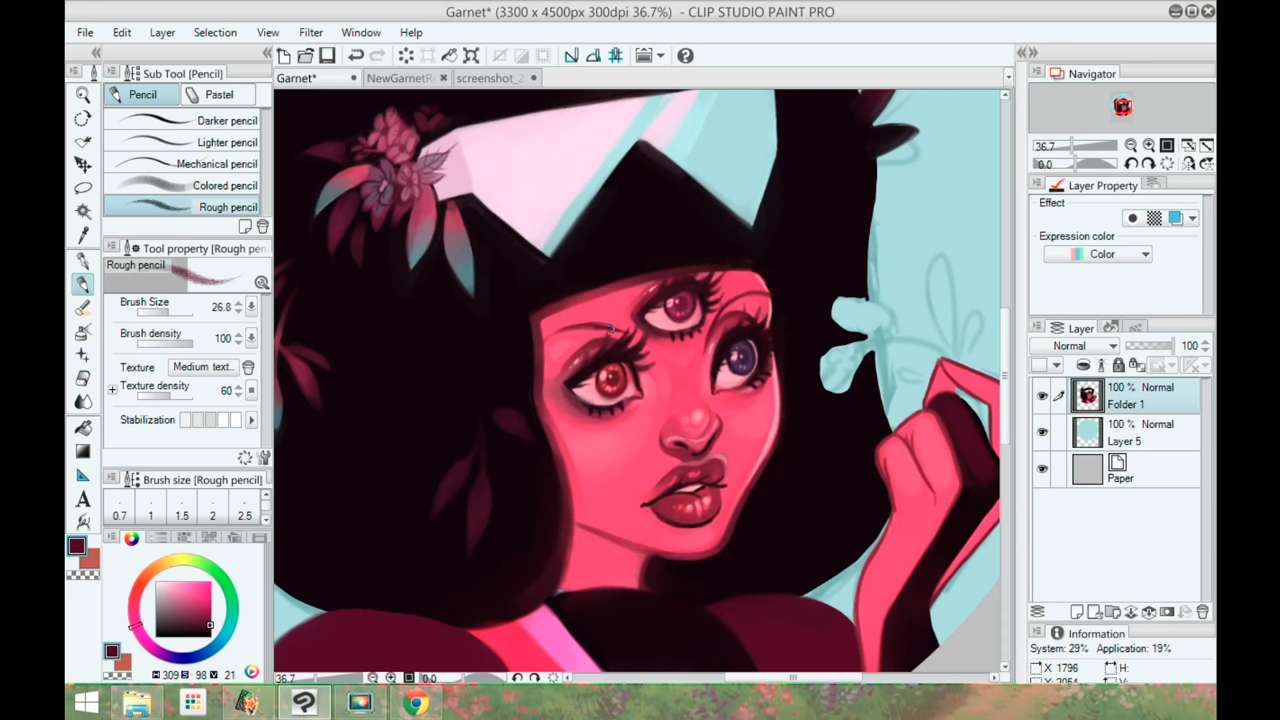 Garnet* (3300 x 4500px 300dpi 36.7%) - CLIP STUDIO PAINT PRO
File Edit Layer Selection View Filter Window Help
Sub Tool [Pencil]
Garnet* NewGarnetR screenshot_2
Navigator
Pencil Pastel
Darker pencil
Lighter pencil
Mechanical pencil
Colored pencil
Rough pencil
36.7
0.0
Layer Property
Effect
Expression color
Color
Tool property [Rough pen
Rough pencil
Brush Size 26.8
Brush density 100
Texture Medium text..
Texture density 60
Stabilization
Layer
Normal 100
100 % Normal
Folder 1
100 % Normal
Layer 5
Paper
Brush size [Rough pencil]
0.7 1 1.5 2 2.5
Information
System: 29% Application: 19%
X 1796 H:
H 309 S 98 V 21
36.7 0.0